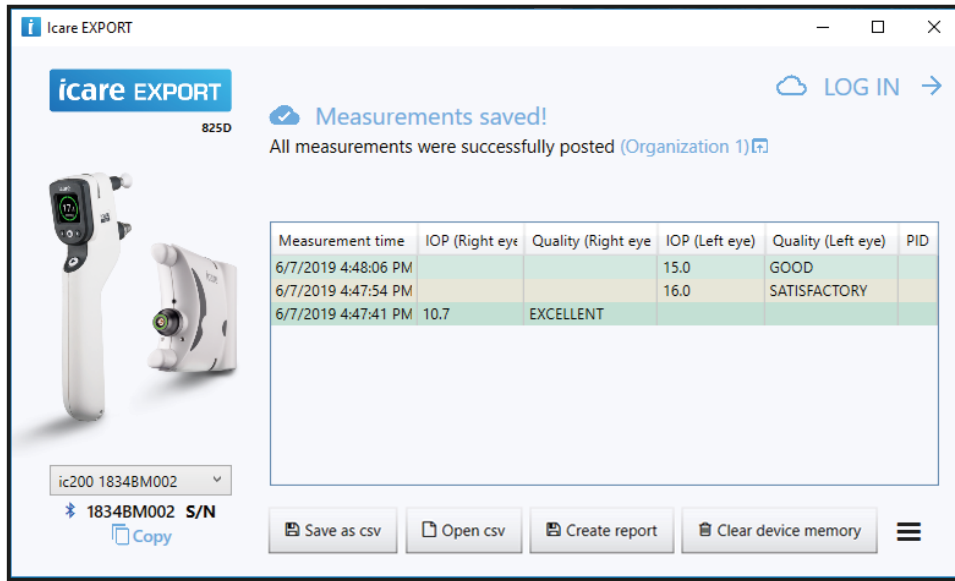 Icare EXPORT
icare EXPORT
825D
LOG IN
Measurements saved!
All measurements were successfully posted (Organization 1)
Measurement time IOP (Right eye Quality (Right eye IOP (Left eye) Quality (Left eye) PID
6/7/2019 4:48:06 PM 15.0 GOOD
6/7/2019 4:47:54 PM 16.0 SATISFACTORY
6/7/2019 4:47:41 PM 10.7 EXCELLENT
icare
17
icare
ic200 1834BM002
1834BM002 S/N
Copy
Save as csv Open csv Create report Clear device memory